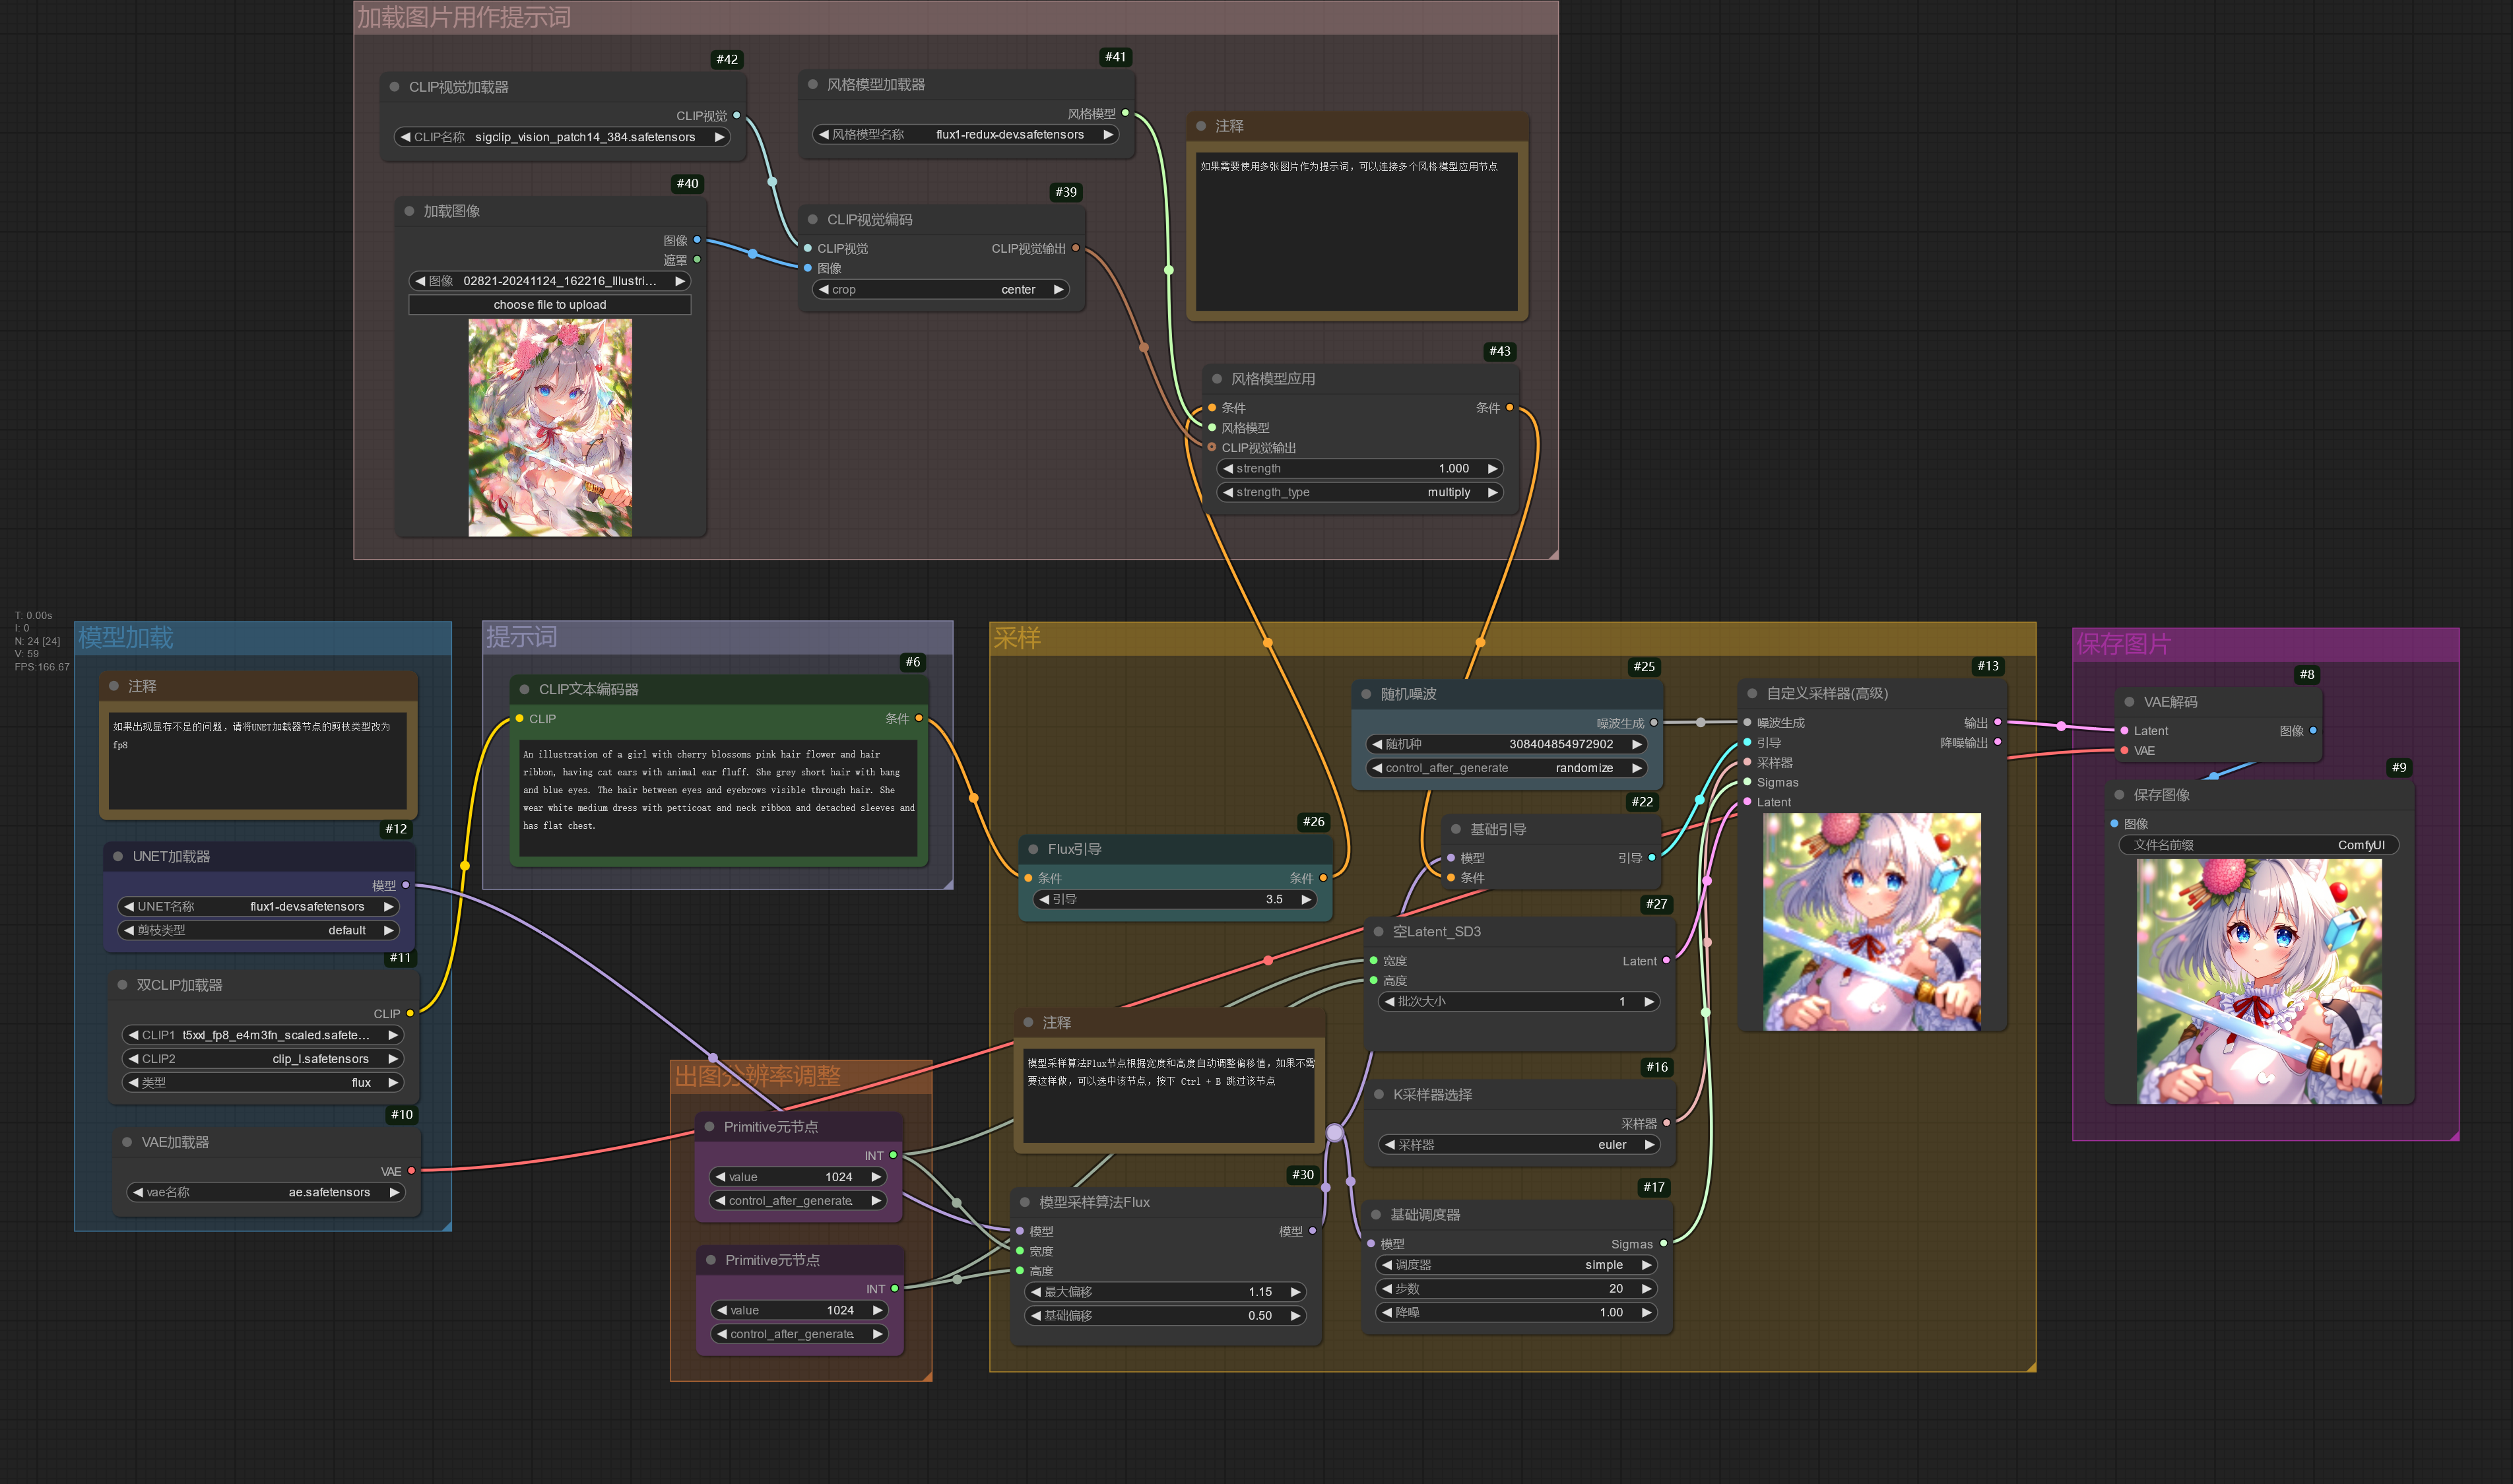 加载图片用作提示词
#42
CLIP视觉加载器
CLIP视觉
CLIP名称 sigclip_vision_patch14_384.safetensors
#41
风格模型加载器
风格模型
风格模型名称 flux1-redux-dev.safetensors
注释
如果需要使用多张图片作为提示词，可以连接多个风格模型应用节点
#40
加载图像
图像
遮罩
图像 02821-20241124_162216_Illustri...
choose file to upload
#39
CLIP视觉编码
CLIP视觉 CLIP视觉输出
图像
crop center
#43
风格模型应用
条件 条件
风格模型
CLIP视觉输出
strength 1.000
strength_type multiply
T: 0.00s
I: 0
N: 24 [24]
V: 59
FPS:166.67
模型加载
注释
如果出现显存不足的问题，请将UNET加载器节点的剪枝类型改为
fp8
#12
UNET加载器
模型
UNET名称 flux1-dev.safetensors
剪枝类型 default
#11
双CLIP加载器
CLIP
CLIP1 t5xxl_fp8_e4m3fn_scaled.safete...
CLIP2 clip_l.safetensors
类型 flux
#10
VAE加载器
VAE
vae名称 ae.safetensors
提示词
#6
CLIP文本编码器
CLIP 条件
An illustration of a girl with cherry blossoms pink hair flower and hair
ribbon, having cat ears with animal ear fluff. She grey short hair with bang
and blue eyes. The hair between eyes and eyebrows visible through hair. She
wear white medium dress with petticoat and neck ribbon and detached sleeves and
has flat chest.
出图分辨率调整
Primitive元节点
INT
value 1024
control_after_generate
Primitive元节点
INT
value 1024
control_after_generate
采样
#26
Flux引导
条件 条件
引导 3.5
注释
模型采样算法Flux节点根据宽度和高度自动调整偏移值，如果不需
要这样做，可以选中该节点，按下 Ctrl + B 跳过该节点
#30
模型采样算法Flux
模型 模型
宽度
高度
最大偏移 1.15
基础偏移 0.50
#25
随机噪波
噪波生成
随机种 308404854972902
control_after_generate randomize
#22
基础引导
模型 引导
条件
#27
空Latent_SD3
宽度 Latent
高度
批次大小 1
#16
K采样器选择
采样器
采样器 euler
#17
基础调度器
模型 Sigmas
调度器 simple
步数 20
降噪 1.00
#13
自定义采样器(高级)
噪波生成 输出
引导 降噪输出
采样器
Sigmas
Latent
保存图片
#8
VAE解码
Latent 图像
VAE
#9
保存图像
图像
文件名前缀 ComfyUI